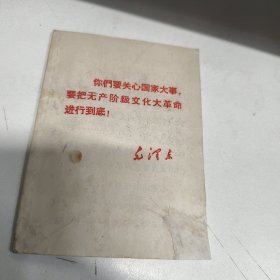 你們要关心国家大事，
要把无产阶级文化大革命
进行到底！
毛泽东